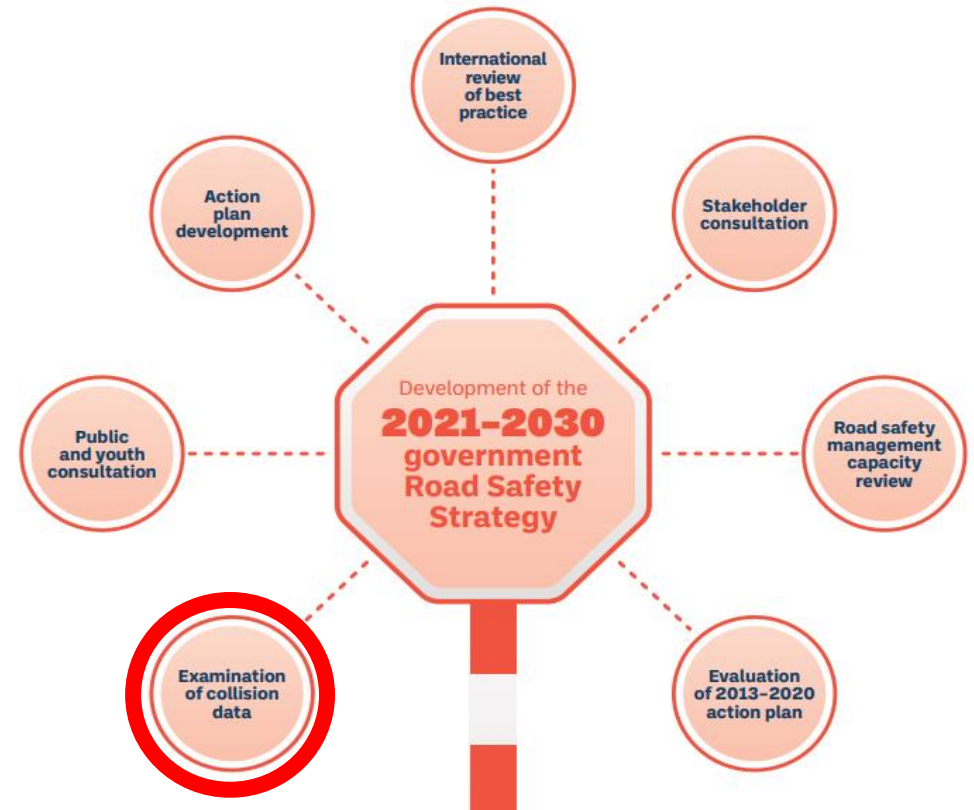 International
review
of best
practice
Action
plan
development
Stakeholder
consultation
Development of the
2021–2030
government
Road Safety
Strategy
Public
and youth
consultation
Road safety
management
capacity
review
Examination
of collision
data
Evaluation
of 2013–2020
action plan